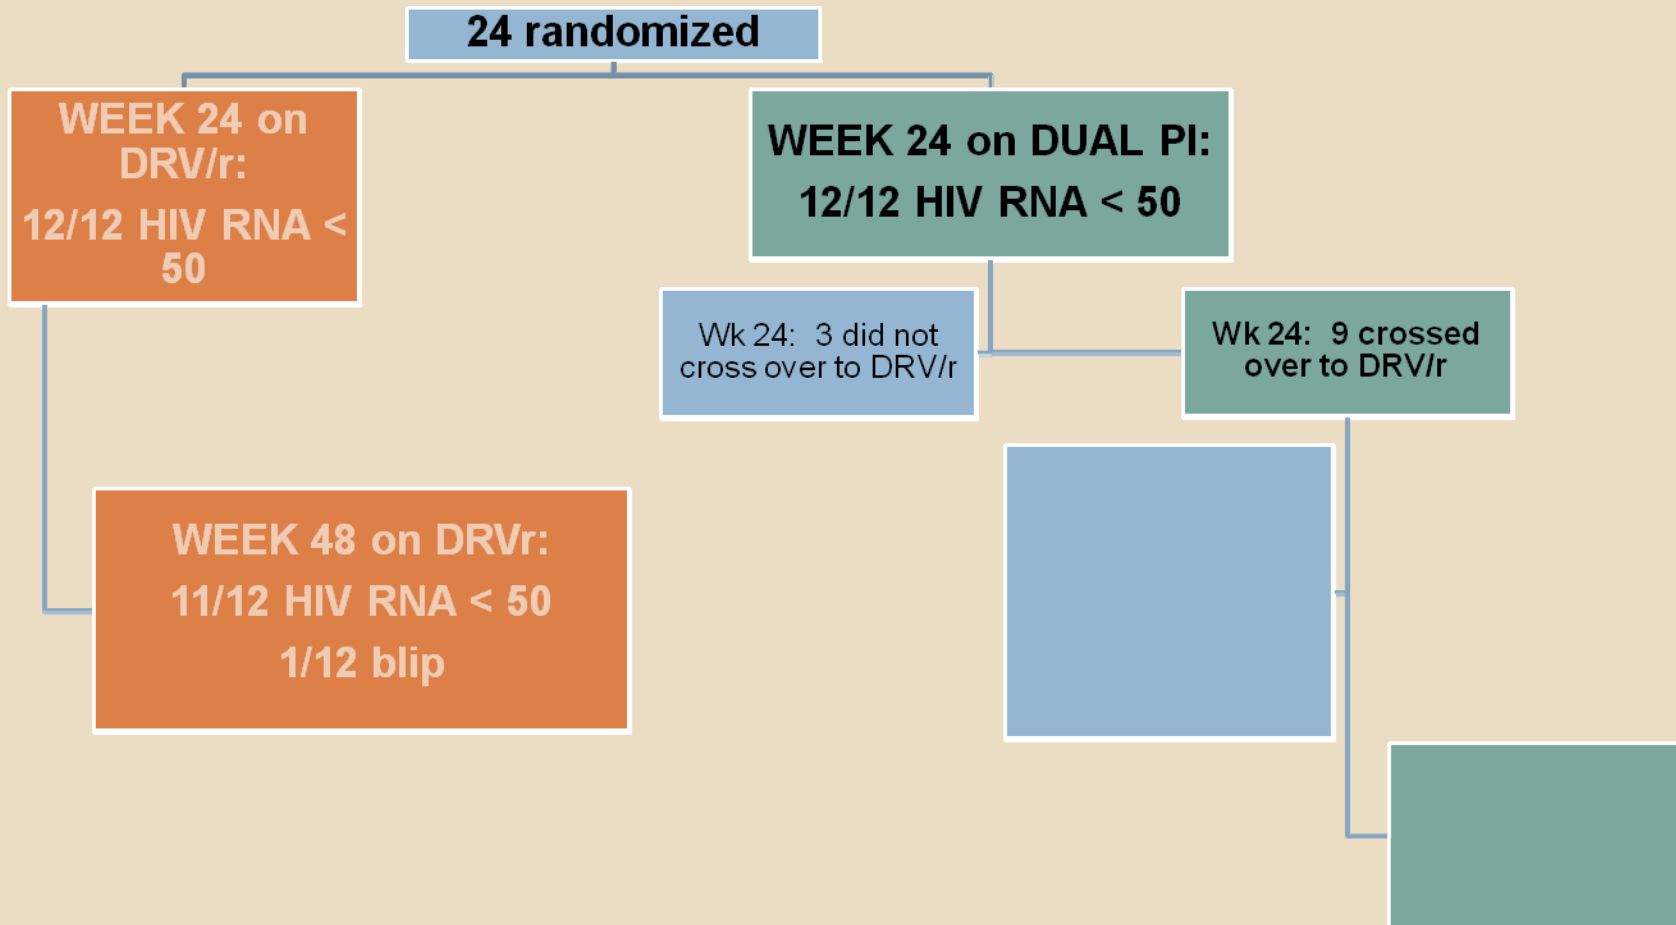 24 randomized
WEEK 24 on
DRV/r:
12/12 HIV RNA <
50
WEEK 24 on DUAL PI:
12/12 HIV RNA < 50
Wk 24: 3 did not
cross over to DRV/r
Wk 24: 9 crossed
over to DRV/r
WEEK 48 on DRVr:
11/12 HIV RNA < 50
1/12 blip